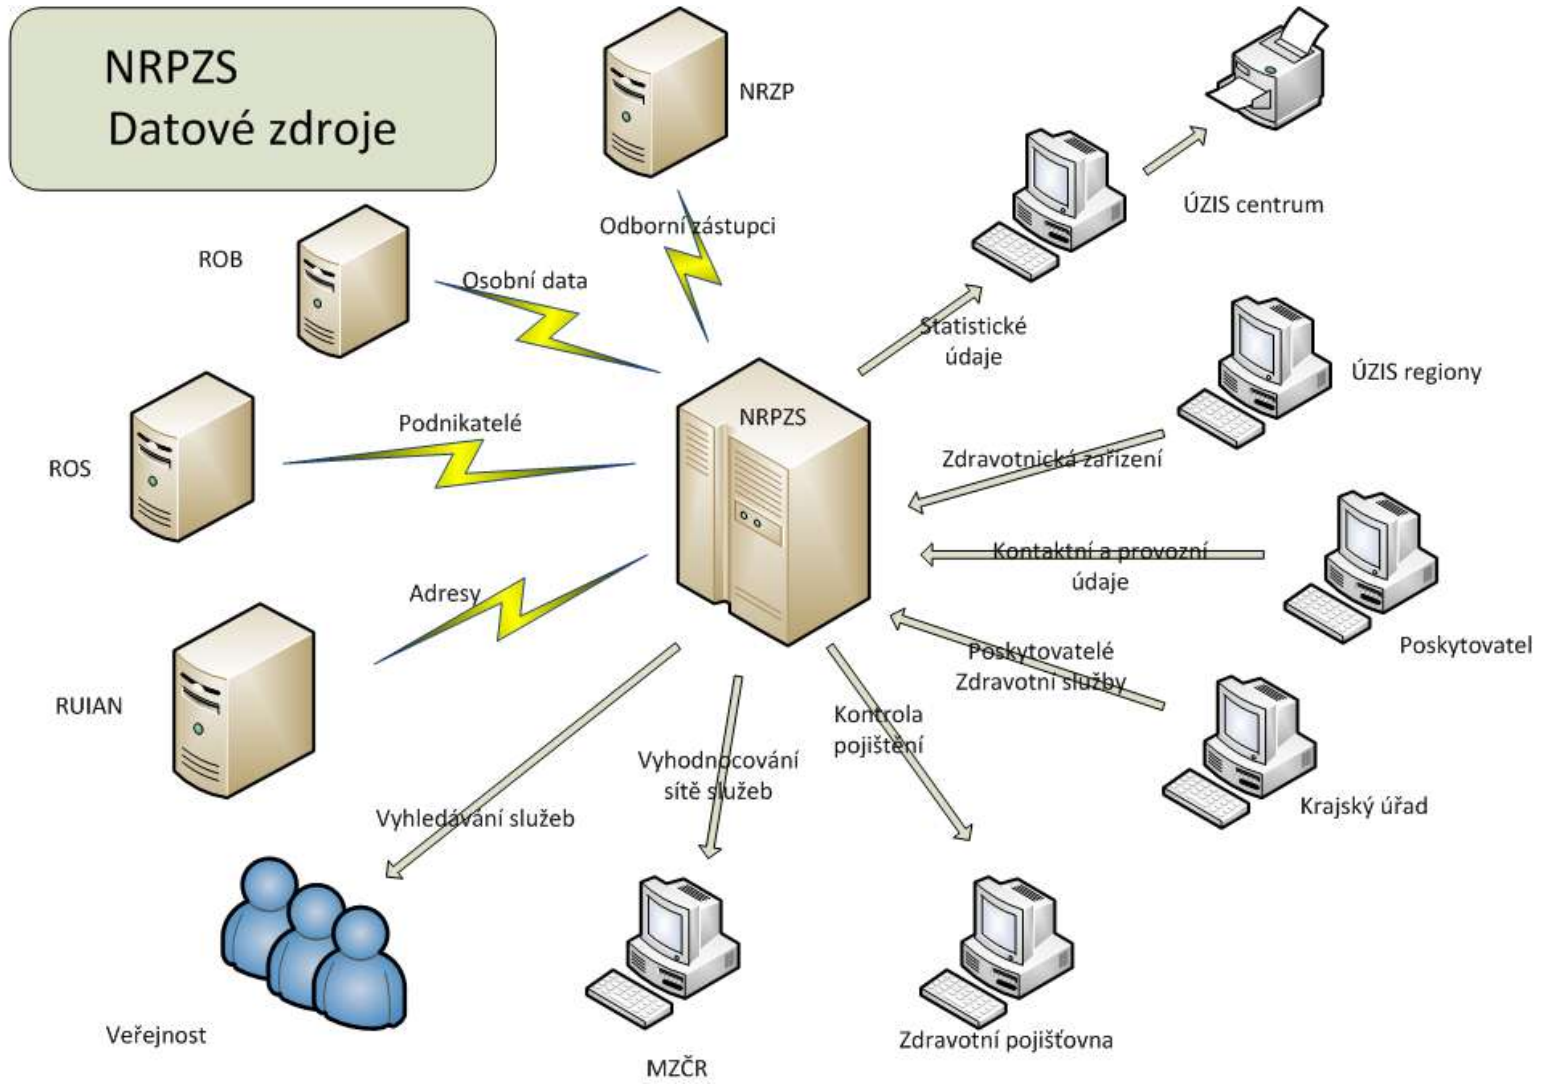 NRPZS
Datové zdroje
NRZP
ÚZIS centrum
Odborní zástupci
ROB
Osobní data
Statistické
údaje
ÚZIS regiony
NRPZS
Podnikatelé
ROS
Zdravotnická zařízení
Kontaktní a provozní
údaje
Adresy
Poskytovatel
Poskytovatelé
Zdravotní služby
RUIAN
Kontrola
pojištění
Vyhodnocování
sítě služeb
Krajský úřad
Vyhledávání služeb
Veřejnost
MZČR
Zdravotní pojišťovna